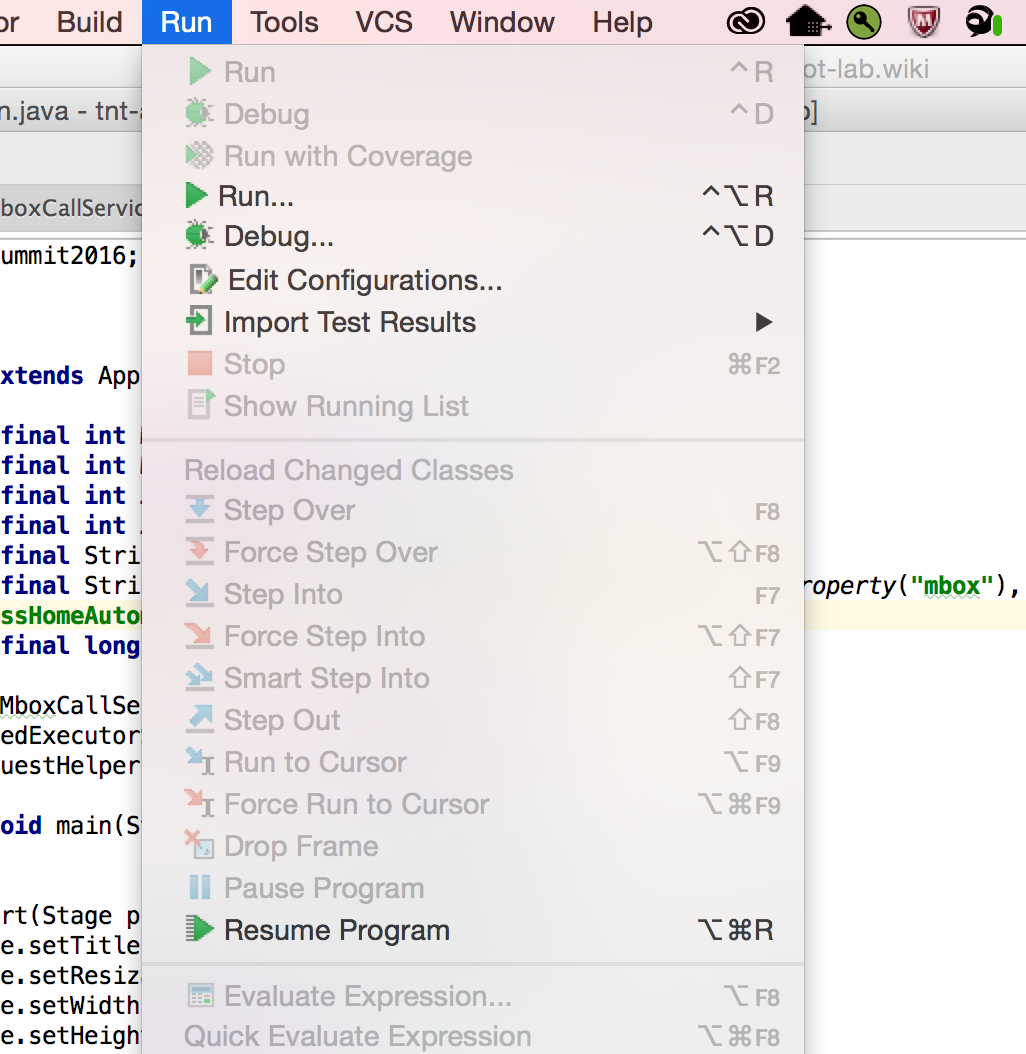 or Build Run Tools VCS Window Help
ot-lab.wiki
n.java - tnt-
boxCallServic
ummit2016;
xtends App
final int
final int
final int
final int
final Stri
final Stri
roperty("mbox"),
ssHomeAuto
final long
MboxCallSe
edExecutor
uestHelper
oid main(S
rt(Stage p
e.setTitle
e.setResiz
e.setWidth
e.setHeigh
Run ⌃R
Debug ⌃D
Run with Coverage
Run... ⌃⌥R
Debug... ⌃⌥D
Edit Configurations...
Import Test Results ▶
Stop ⌘F2
Show Running List
Reload Changed Classes
Step Over F8
Force Step Over ⌥⇧F8
Step Into F7
Force Step Into ⌥⇧F7
Smart Step Into ⇧F7
Step Out ⇧F8
Run to Cursor ⌥F9
Force Run to Cursor ⌥⌘F9
Drop Frame
Pause Program
Resume Program ⌥⌘R
Evaluate Expression... ⌥F8
Quick Evaluate Expression ⌥⌘F8